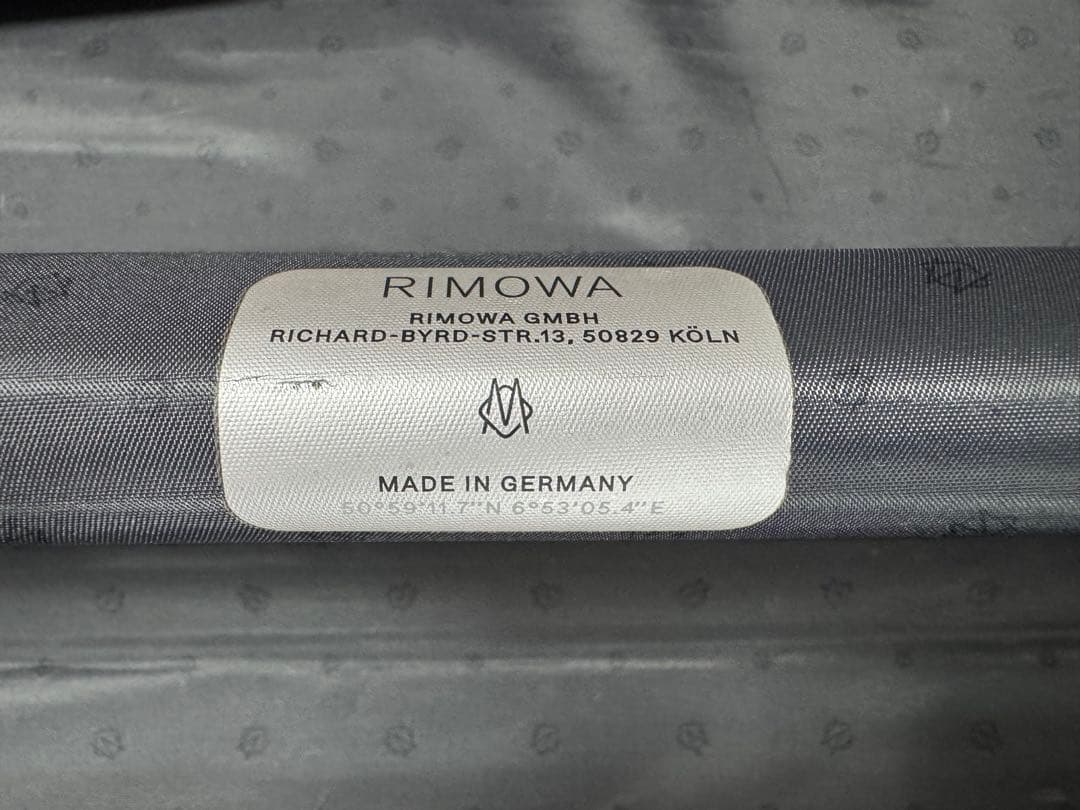 RIMOWA
RIMOWA GMBH
RICHARD-BYRD-STR.13, 50829 KÖLN
MADE IN GERMANY
50°59'11.7"N 6°53'05.4"E